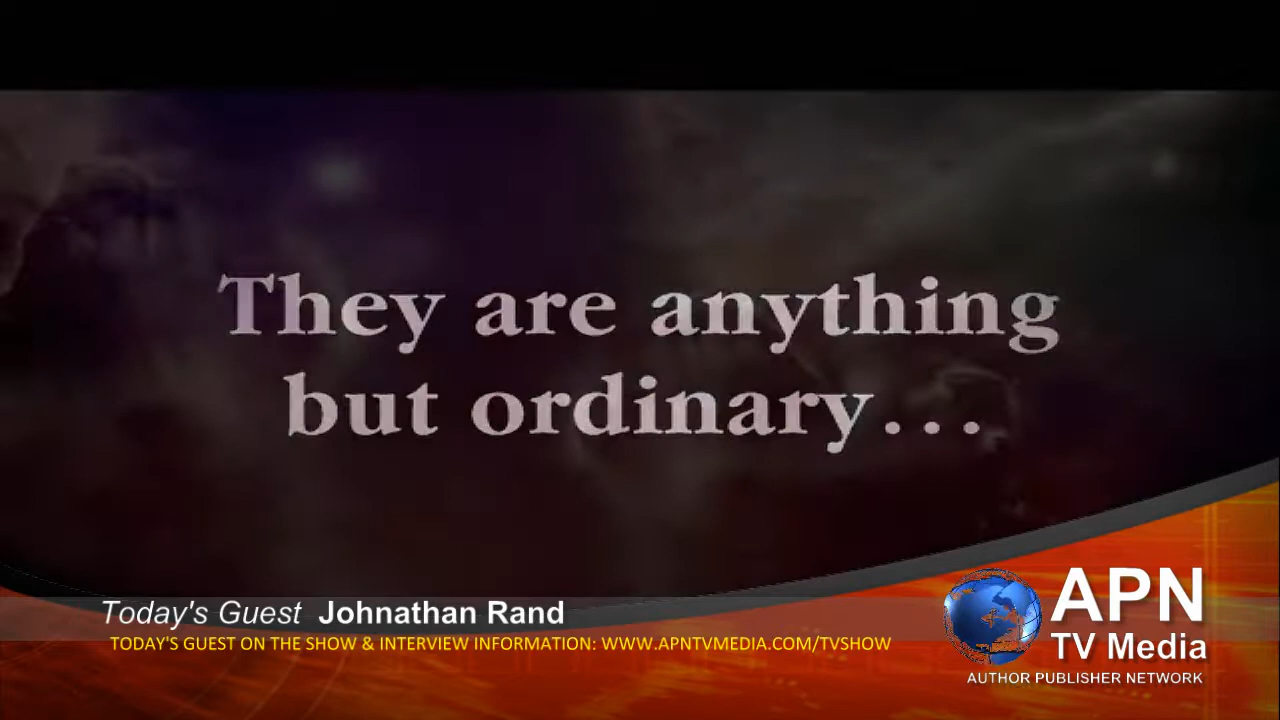 They are anything
but ordinary...
Today's Guest Johnathan Rand
TODAY'S GUEST ON THE SHOW & INTERVIEW INFORMATION: WWW.APNTVMEDIA.COM/TVSHOW
APN
TV Media
AUTHOR PUBLISHER NETWORK